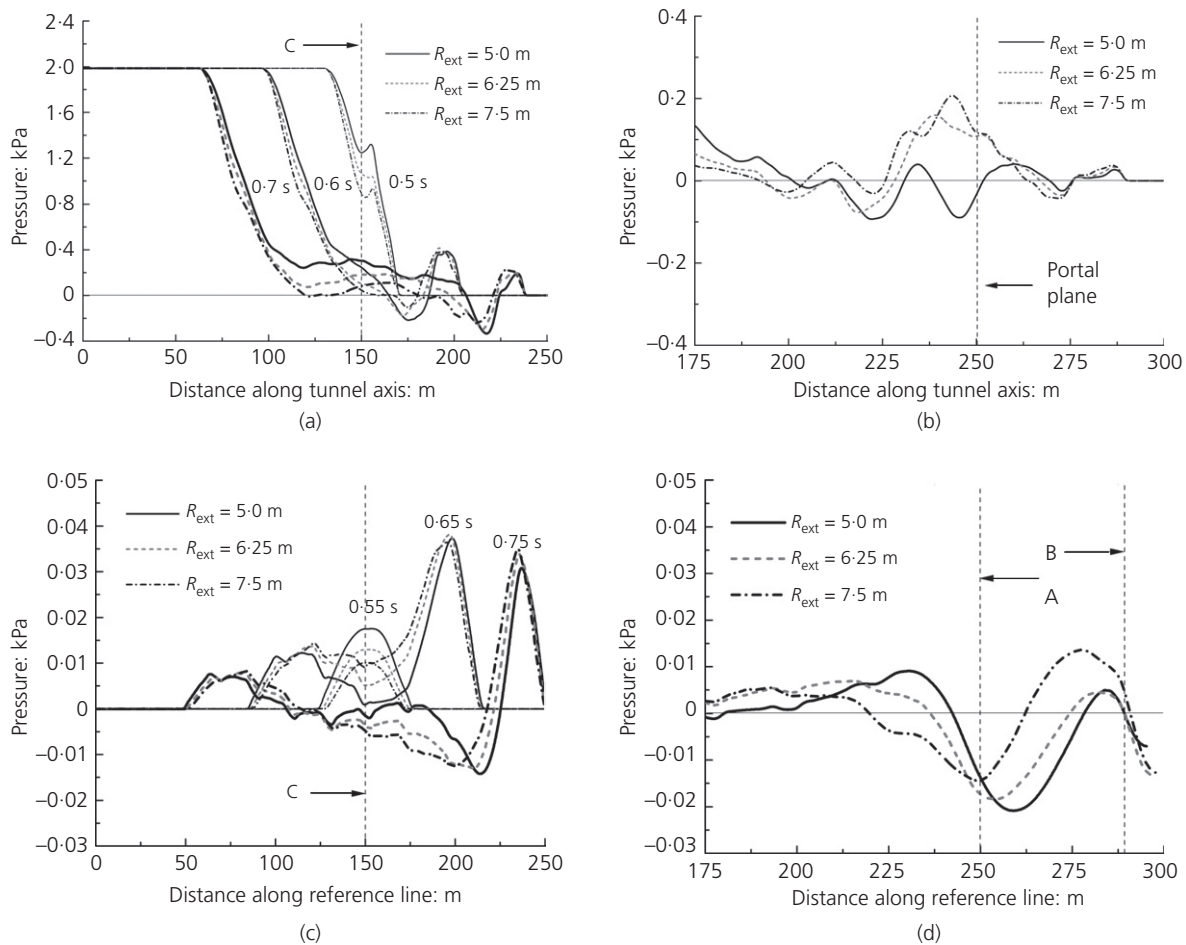 2·4
2·0
1·6
1·2
0·8
0·4
0
−0·4
Pressure: kPa
C
R_ext = 5·0 m
R_ext = 6·25 m
R_ext = 7·5 m
0·7 s
0·6 s
0·5 s
0 50 100 150 200 250
Distance along tunnel axis: m
(a)
0·4
0·2
0
−0·2
−0·4
Pressure: kPa
R_ext = 5·0 m
R_ext = 6·25 m
R_ext = 7·5 m
Portal
plane
175 200 225 250 275 300
Distance along tunnel axis: m
(b)
0·05
0·04
0·03
0·02
0·01
0
−0·01
−0·02
−0·03
Pressure: kPa
R_ext = 5·0 m
R_ext = 6·25 m
R_ext = 7·5 m
0·65 s
0·75 s
0·55 s
C
0 50 100 150 200 250
Distance along reference line: m
(c)
0·05
0·04
0·03
0·02
0·01
0
−0·01
−0·02
−0·03
Pressure: kPa
R_ext = 5·0 m
R_ext = 6·25 m
R_ext = 7·5 m
B
A
175 200 225 250 275 300
Distance along reference line: m
(d)